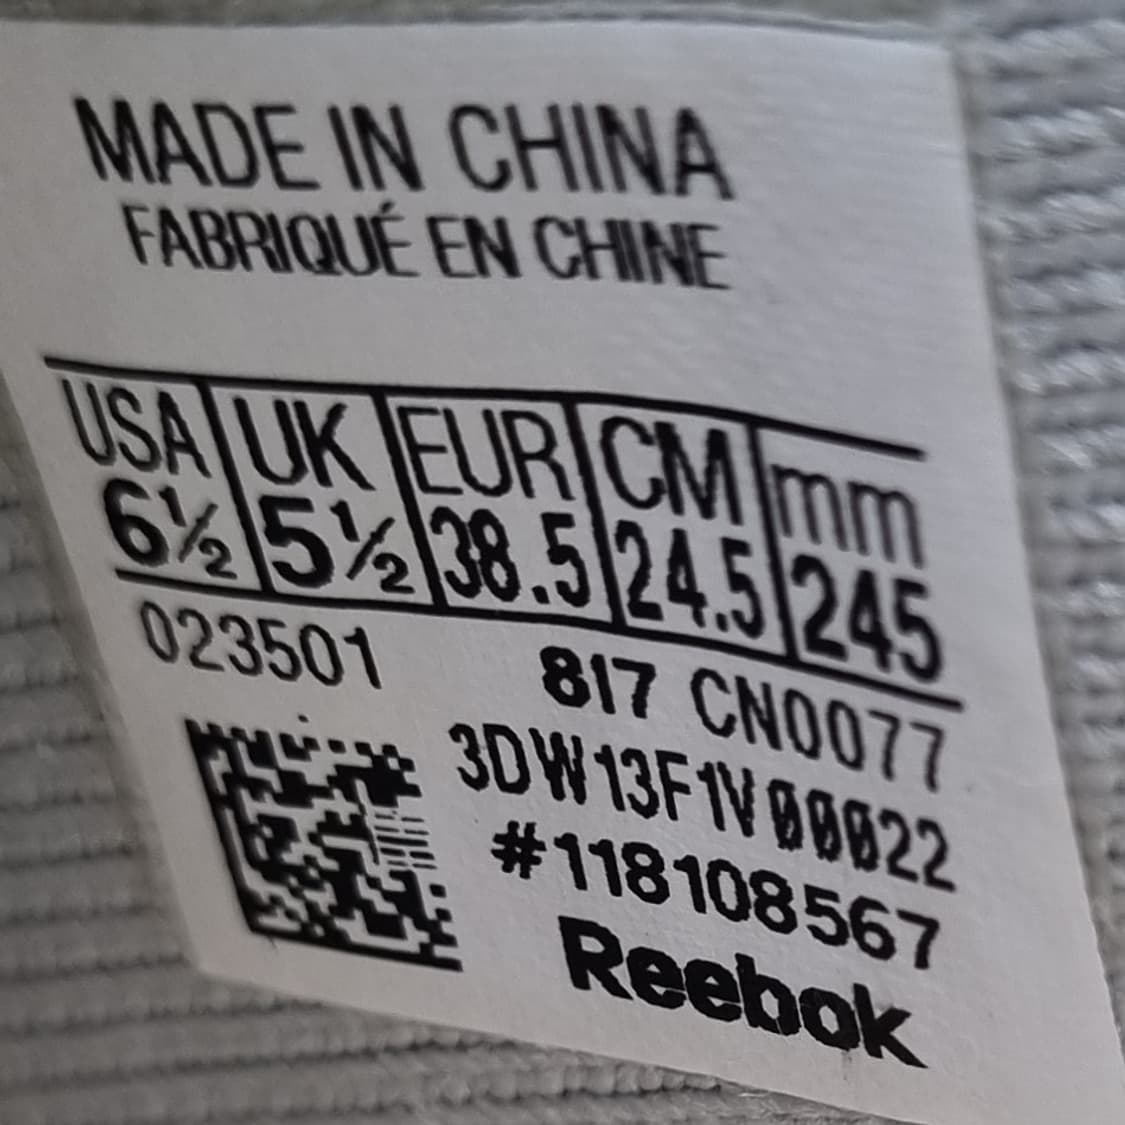 MADE IN CHINA
FABRIQUÉ EN CHINE
USA UK EUR CM mm
6½ 5½ 38.5 24.5 245
023501 817 CN0077
3DW13F1V00022
#118108567
Reebok